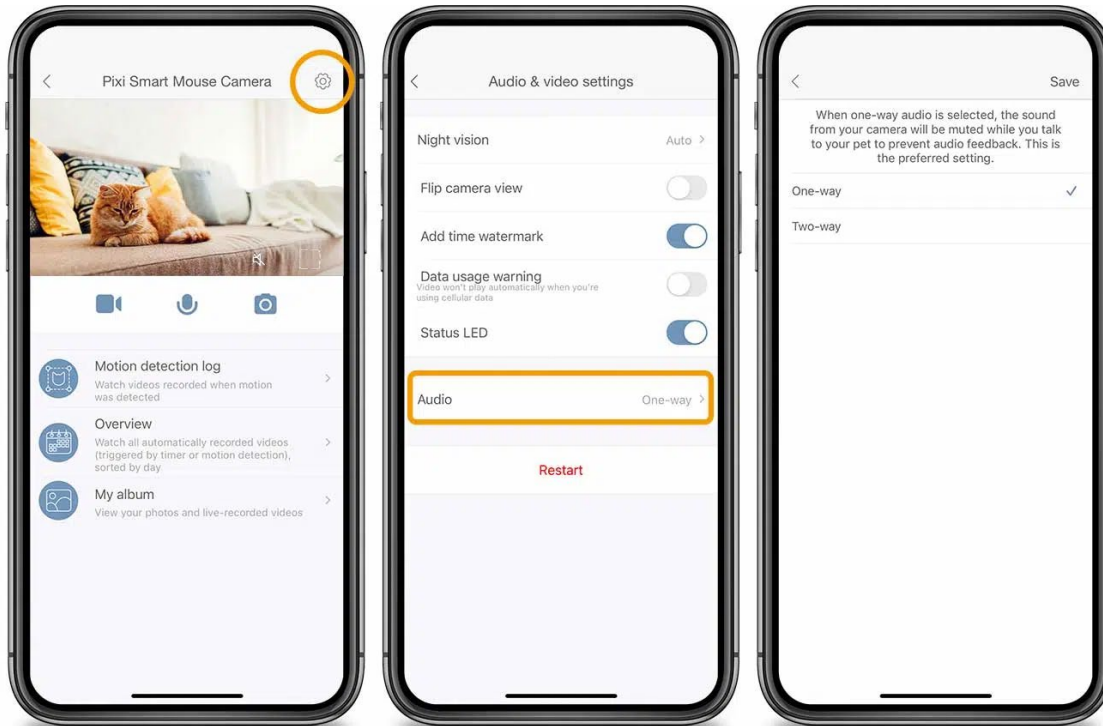 Pixi Smart Mouse Camera
Motion detection log
Watch videos recorded when motion
was detected
Overview
Watch all automatically recorded videos
(triggered by timer or motion detection),
sorted by day
My album
View your photos and live-recorded videos
Audio & video settings
Night vision
Auto
Flip camera view
Add time watermark
Data usage warning
Video won't play automatically when you're
using cellular data
Status LED
Audio
One-way
Restart
Save
When one-way audio is selected, the sound
from your camera will be muted while you talk
to your pet to prevent audio feedback. This is
the preferred setting.
One-way
Two-way